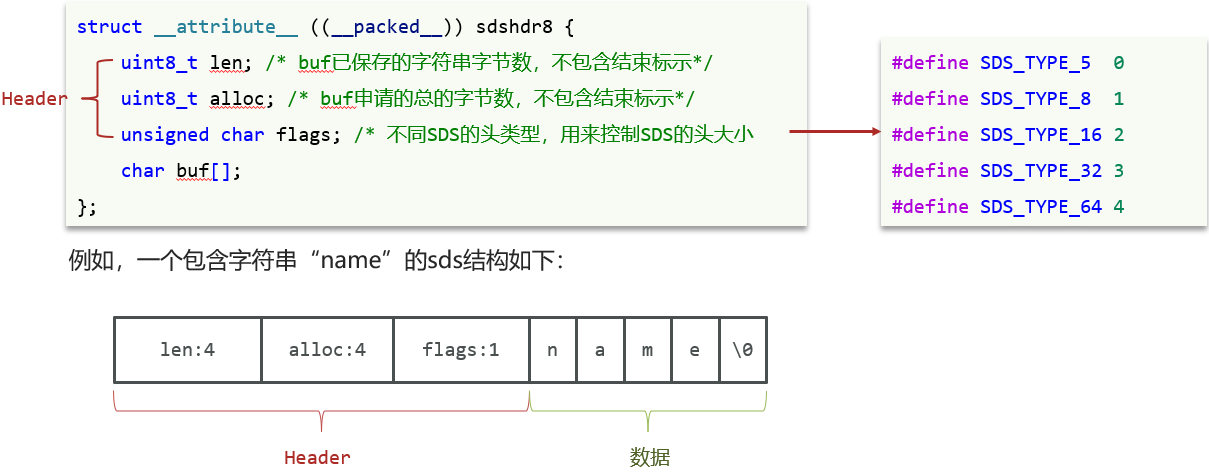 struct __attribute__ ((__packed__)) sdshdr8 {
uint8_t len; /* buf已保存的字符串字节数，不包含结束标示*/
Header
uint8_t alloc; /* buf申请的总的字节数，不包含结束标示*/
unsigned char flags; /* 不同SDS的头类型，用来控制SDS的头大小
char buf[];
};
#define SDS_TYPE_5 0
#define SDS_TYPE_8 1
#define SDS_TYPE_16 2
#define SDS_TYPE_32 3
#define SDS_TYPE_64 4
例如，一个包含字符串“name”的sds结构如下：
len:4 alloc:4 flags:1 n a m e \0
Header 数据